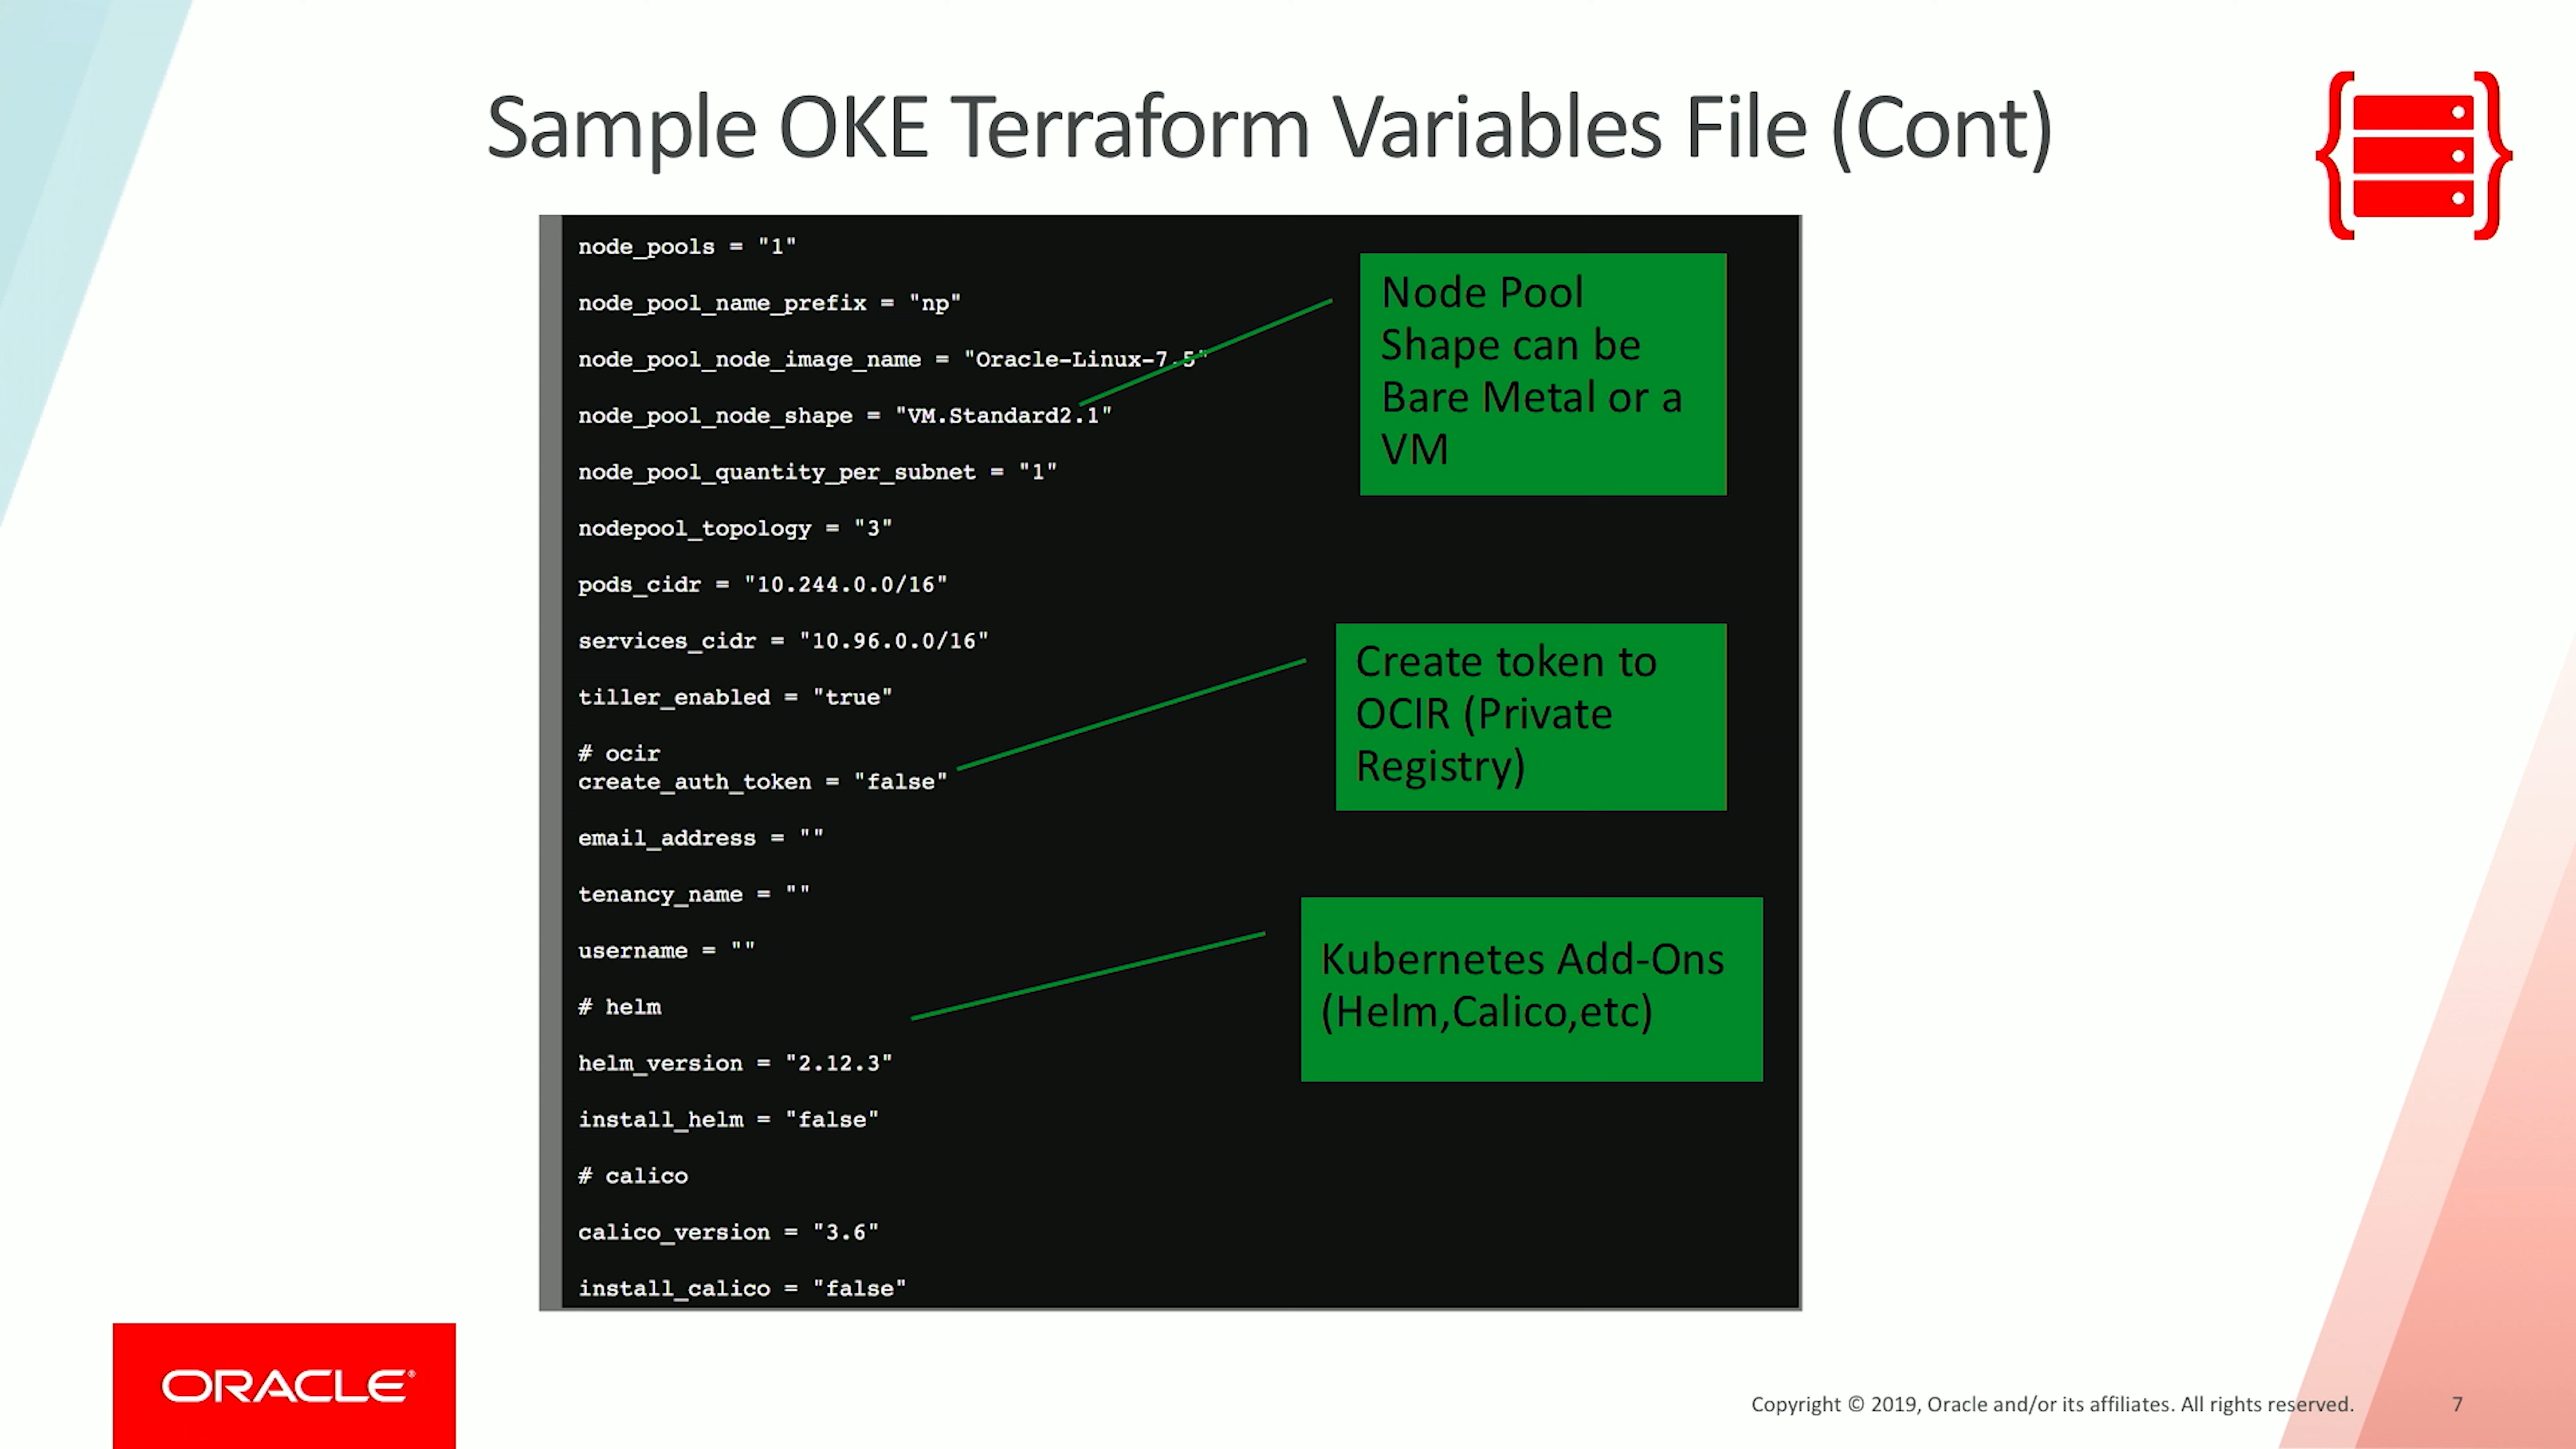 Sample OKE Terraform Variables File (Cont)
node_pools = "1"
node_pool_name_prefix = "np"
node_pool_node_image_name = "Oracle-Linux-7.5"
node_pool_node_shape = "VM.Standard2.1"
node_pool_quantity_per_subnet = "1"
nodepool_topology = "3"
pods_cidr = "10.244.0.0/16"
services_cidr = "10.96.0.0/16"
tiller_enabled = "true"
# ocir
create_auth_token = "false"
email_address = ""
tenancy_name = ""
username = ""
# helm
helm_version = "2.12.3"
install_helm = "false"
# calico
calico_version = "3.6"
install_calico = "false"
Node Pool
Shape can be
Bare Metal or a
VM
Create token to
OCIR (Private
Registry)
Kubernetes Add-Ons
(Helm,Calico,etc)
ORACLE®
Copyright © 2019, Oracle and/or its affiliates. All rights reserved.
7